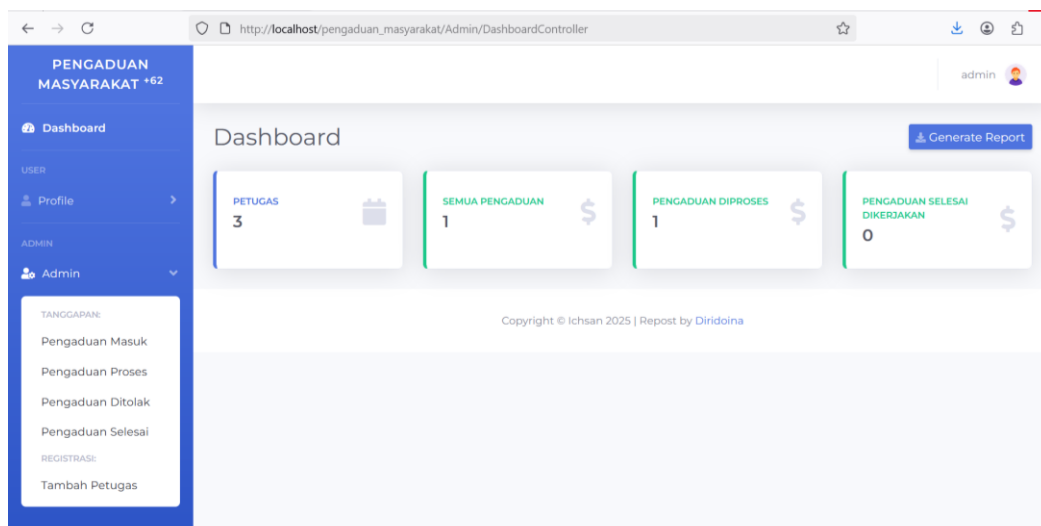 http://localhost/pengaduan_masyarakat/Admin/DashboardController
PENGADUAN
MASYARAKAT +62
admin
Dashboard
USER
Profile
ADMIN
Admin
TANGGAPAN:
Pengaduan Masuk
Pengaduan Proses
Pengaduan Ditolak
Pengaduan Selesai
REGISTRASI:
Tambah Petugas
Dashboard
Generate Report
PETUGAS
3
SEMUA PENGADUAN
1
PENGADUAN DIPROSES
1
PENGADUAN SELESAI
DIKERJAKAN
0
Copyright © Ichsan 2025 | Repost by Diridoina